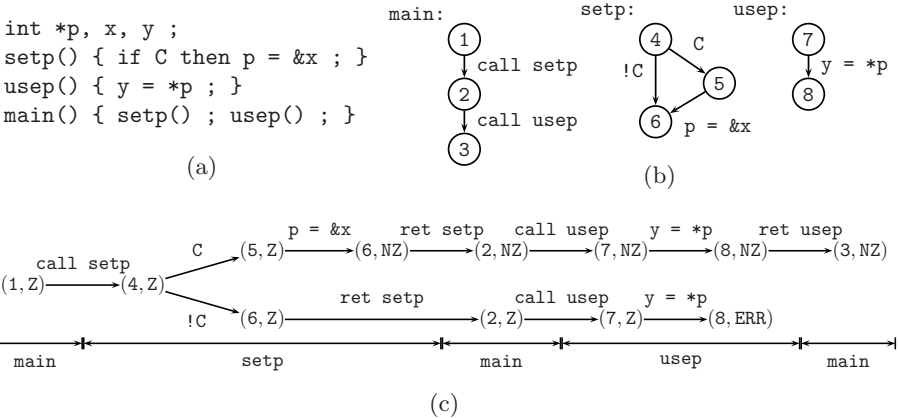 int *p, x, y ;
setp() { if C then p = &x ; }
usep() { y = *p ; }
main() { setp() ; usep() ; }
(a)
main:
1
call setp
2
call usep
3
setp:
4
C
!C
5
6
p = &x
usep:
7
y = *p
8
(b)
(1, Z)
call setp
(4, Z)
C
(5, Z)
p = &x
(6, NZ)
ret setp
(2, NZ)
call usep
(7, NZ)
y = *p
(8, NZ)
ret usep
(3, NZ)
!C
(6, Z)
ret setp
(2, Z)
call usep
(7, Z)
y = *p
(8, ERR)
main
setp
main
usep
main
(c)